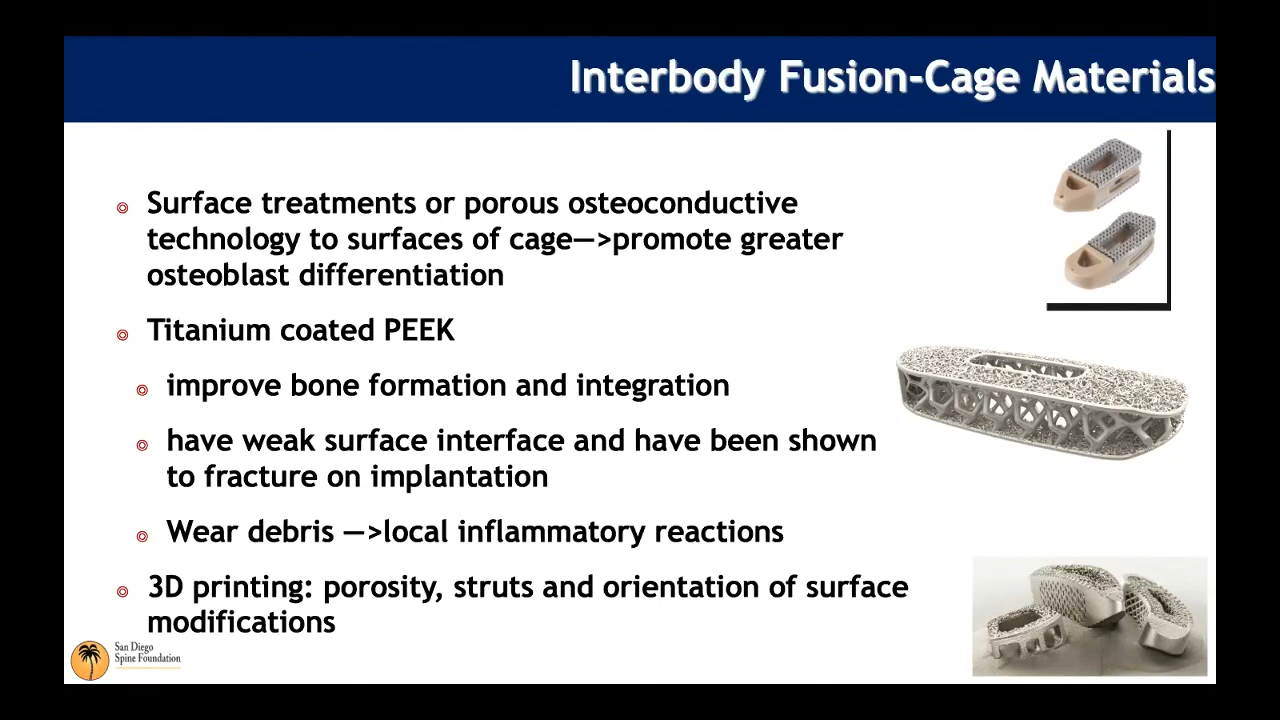 Interbody Fusion-Cage Materials
Surface treatments or porous osteoconductive
technology to surfaces of cage—>promote greater
osteoblast differentiation
Titanium coated PEEK
improve bone formation and integration
have weak surface interface and have been shown
to fracture on implantation
Wear debris —>local inflammatory reactions
3D printing: porosity, struts and orientation of surface
modifications
San Diego
Spine Foundation